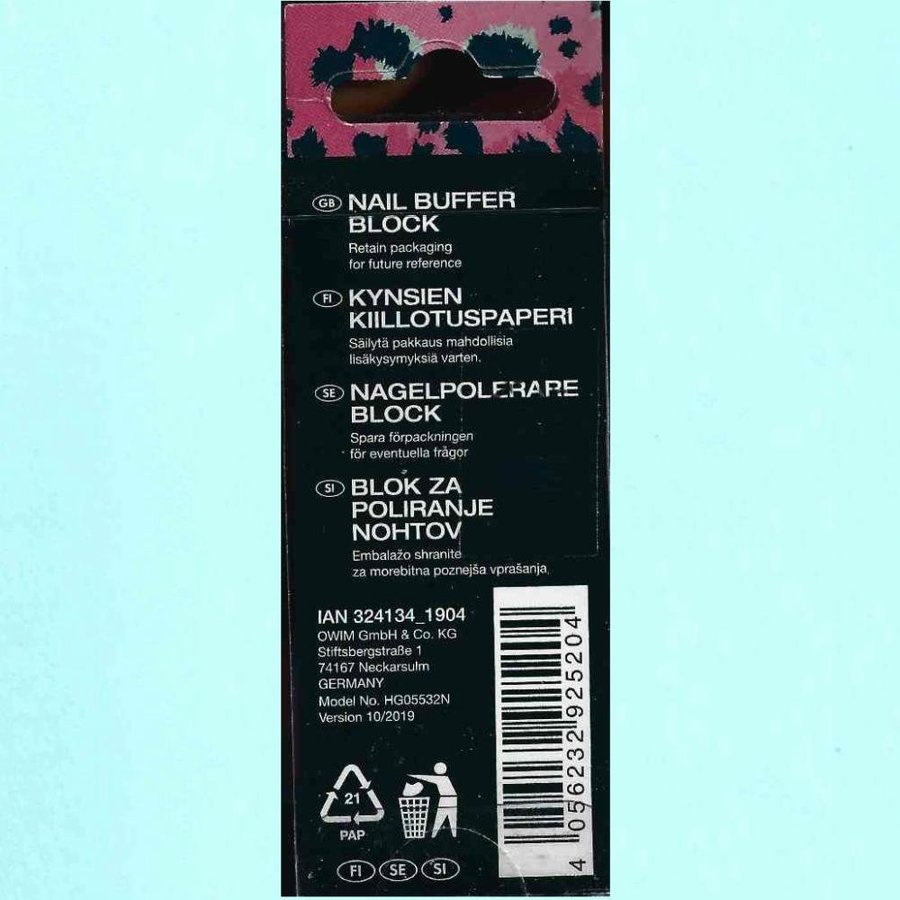 GB NAIL BUFFER
BLOCK
Retain packaging
for future reference
FI KYNSIEN
KIILLOTUSPAPERI
Säilytä pakkaus mahdollisia
lisäkysymyksiä varten.
SE NAGELPOLERARE
BLOCK
Spara förpackningen
för eventuella frågor
SI BLOK ZA
POLIRANJE
NOHTOV
Embalažo shranite
za morebitna poznejša vprašanja.
IAN 324134_1904
OWIM GmbH & Co. KG
Stiftsbergstraße 1
74167 Neckarsulm
GERMANY
Model No. HG05532N
Version 10/2019
4 056232 925204
21
PAP
FI SE SI